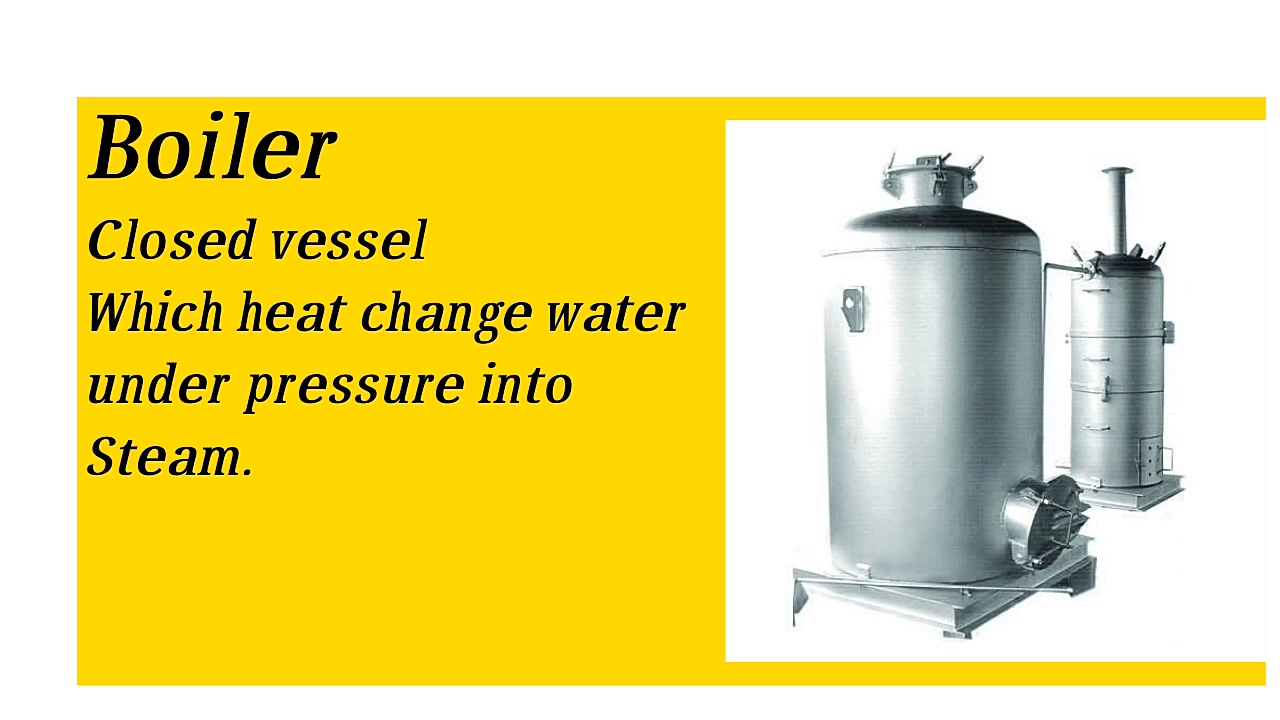 Boiler
Closed vessel
Which heat change water
under pressure into
Steam.